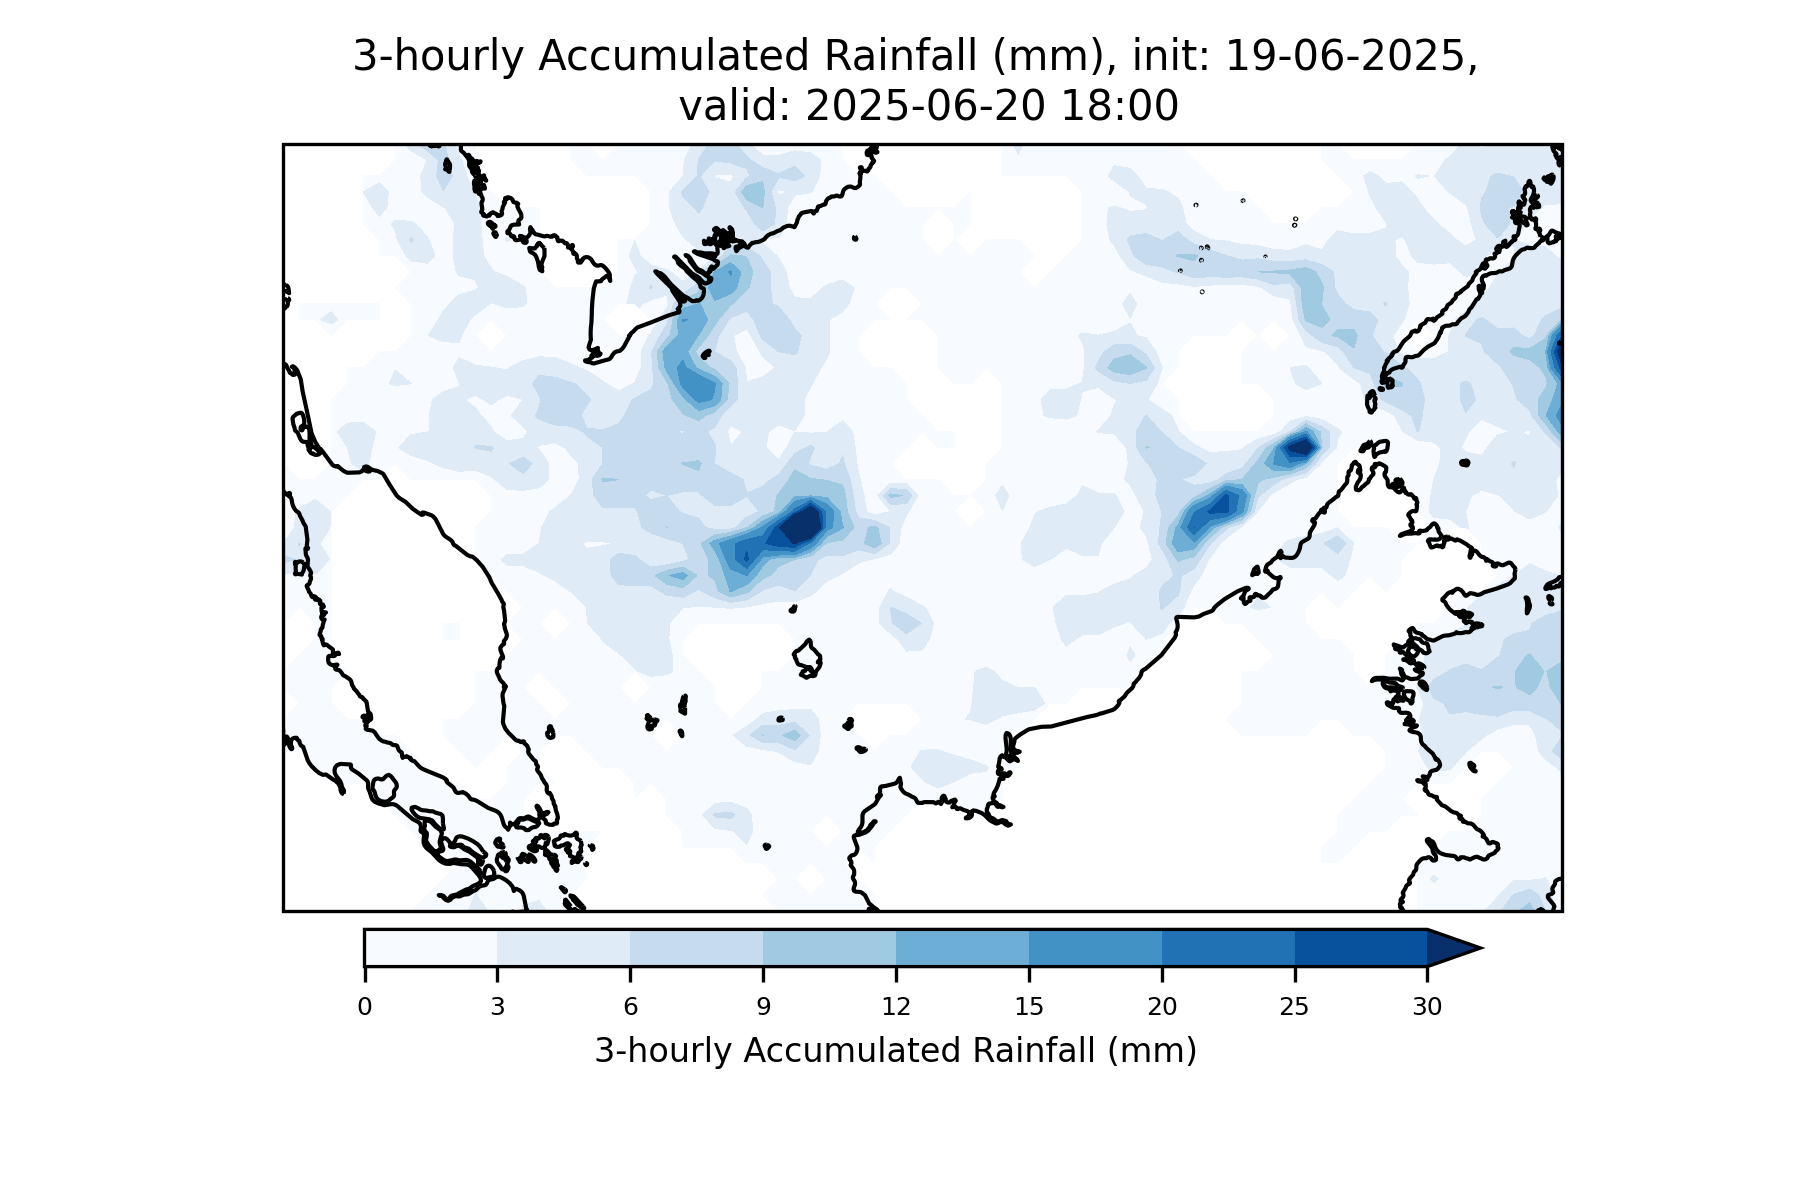 3-hourly Accumulated Rainfall (mm), init: 19-06-2025,
valid: 2025-06-20 18:00
0 3 6 9 12 15 20 25 30
3-hourly Accumulated Rainfall (mm)